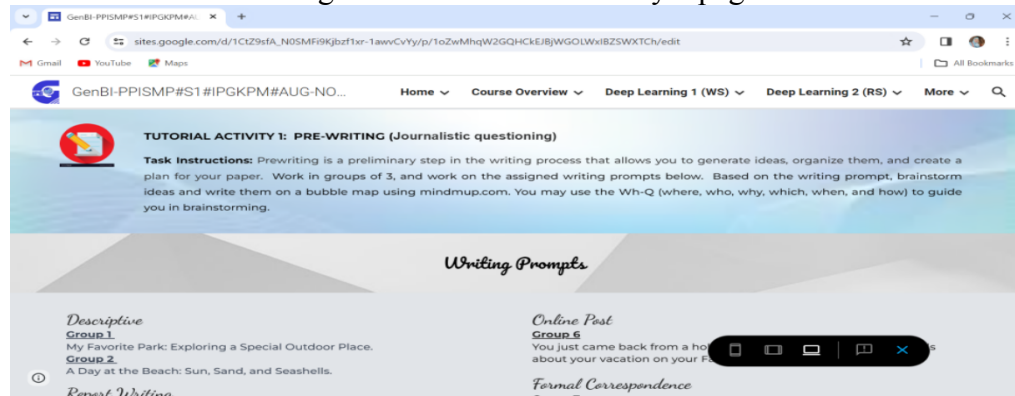 GenBI-PPISMP#S1#IPGKPM#AU
sites.google.com/d/1CtZ9sfA_N0SMFi9Kjbzf1xr-1awvCvYy/p/1oZwMhqW2GQHCkEJBjWGOLWxIBZSWXTCh/edit
Gmail YouTube Maps All Bookmarks
GenBI-PPISMP#S1#IPGKPM#AUG-NO... Home Course Overview Deep Learning 1 (WS) Deep Learning 2 (RS) More
TUTORIAL ACTIVITY 1: PRE-WRITING (Journalistic questioning)
Task Instructions: Prewriting is a preliminary step in the writing process that allows you to generate ideas, organize them, and create a
plan for your paper. Work in groups of 3, and work on the assigned writing prompts below. Based on the writing prompt, brainstorm
ideas and write them on a bubble map using mindmup.com. You may use the Wh-Q (where, who, why, which, when, and how) to guide
you in brainstorming.
Writing Prompts
Descriptive
Group 1
My Favorite Park: Exploring a Special Outdoor Place.
Group 2
A Day at the Beach: Sun, Sand, and Seashells.
Report Writing
Online Post
Group 6
You just came back from a
about your vacation on your
Formal Correspondence